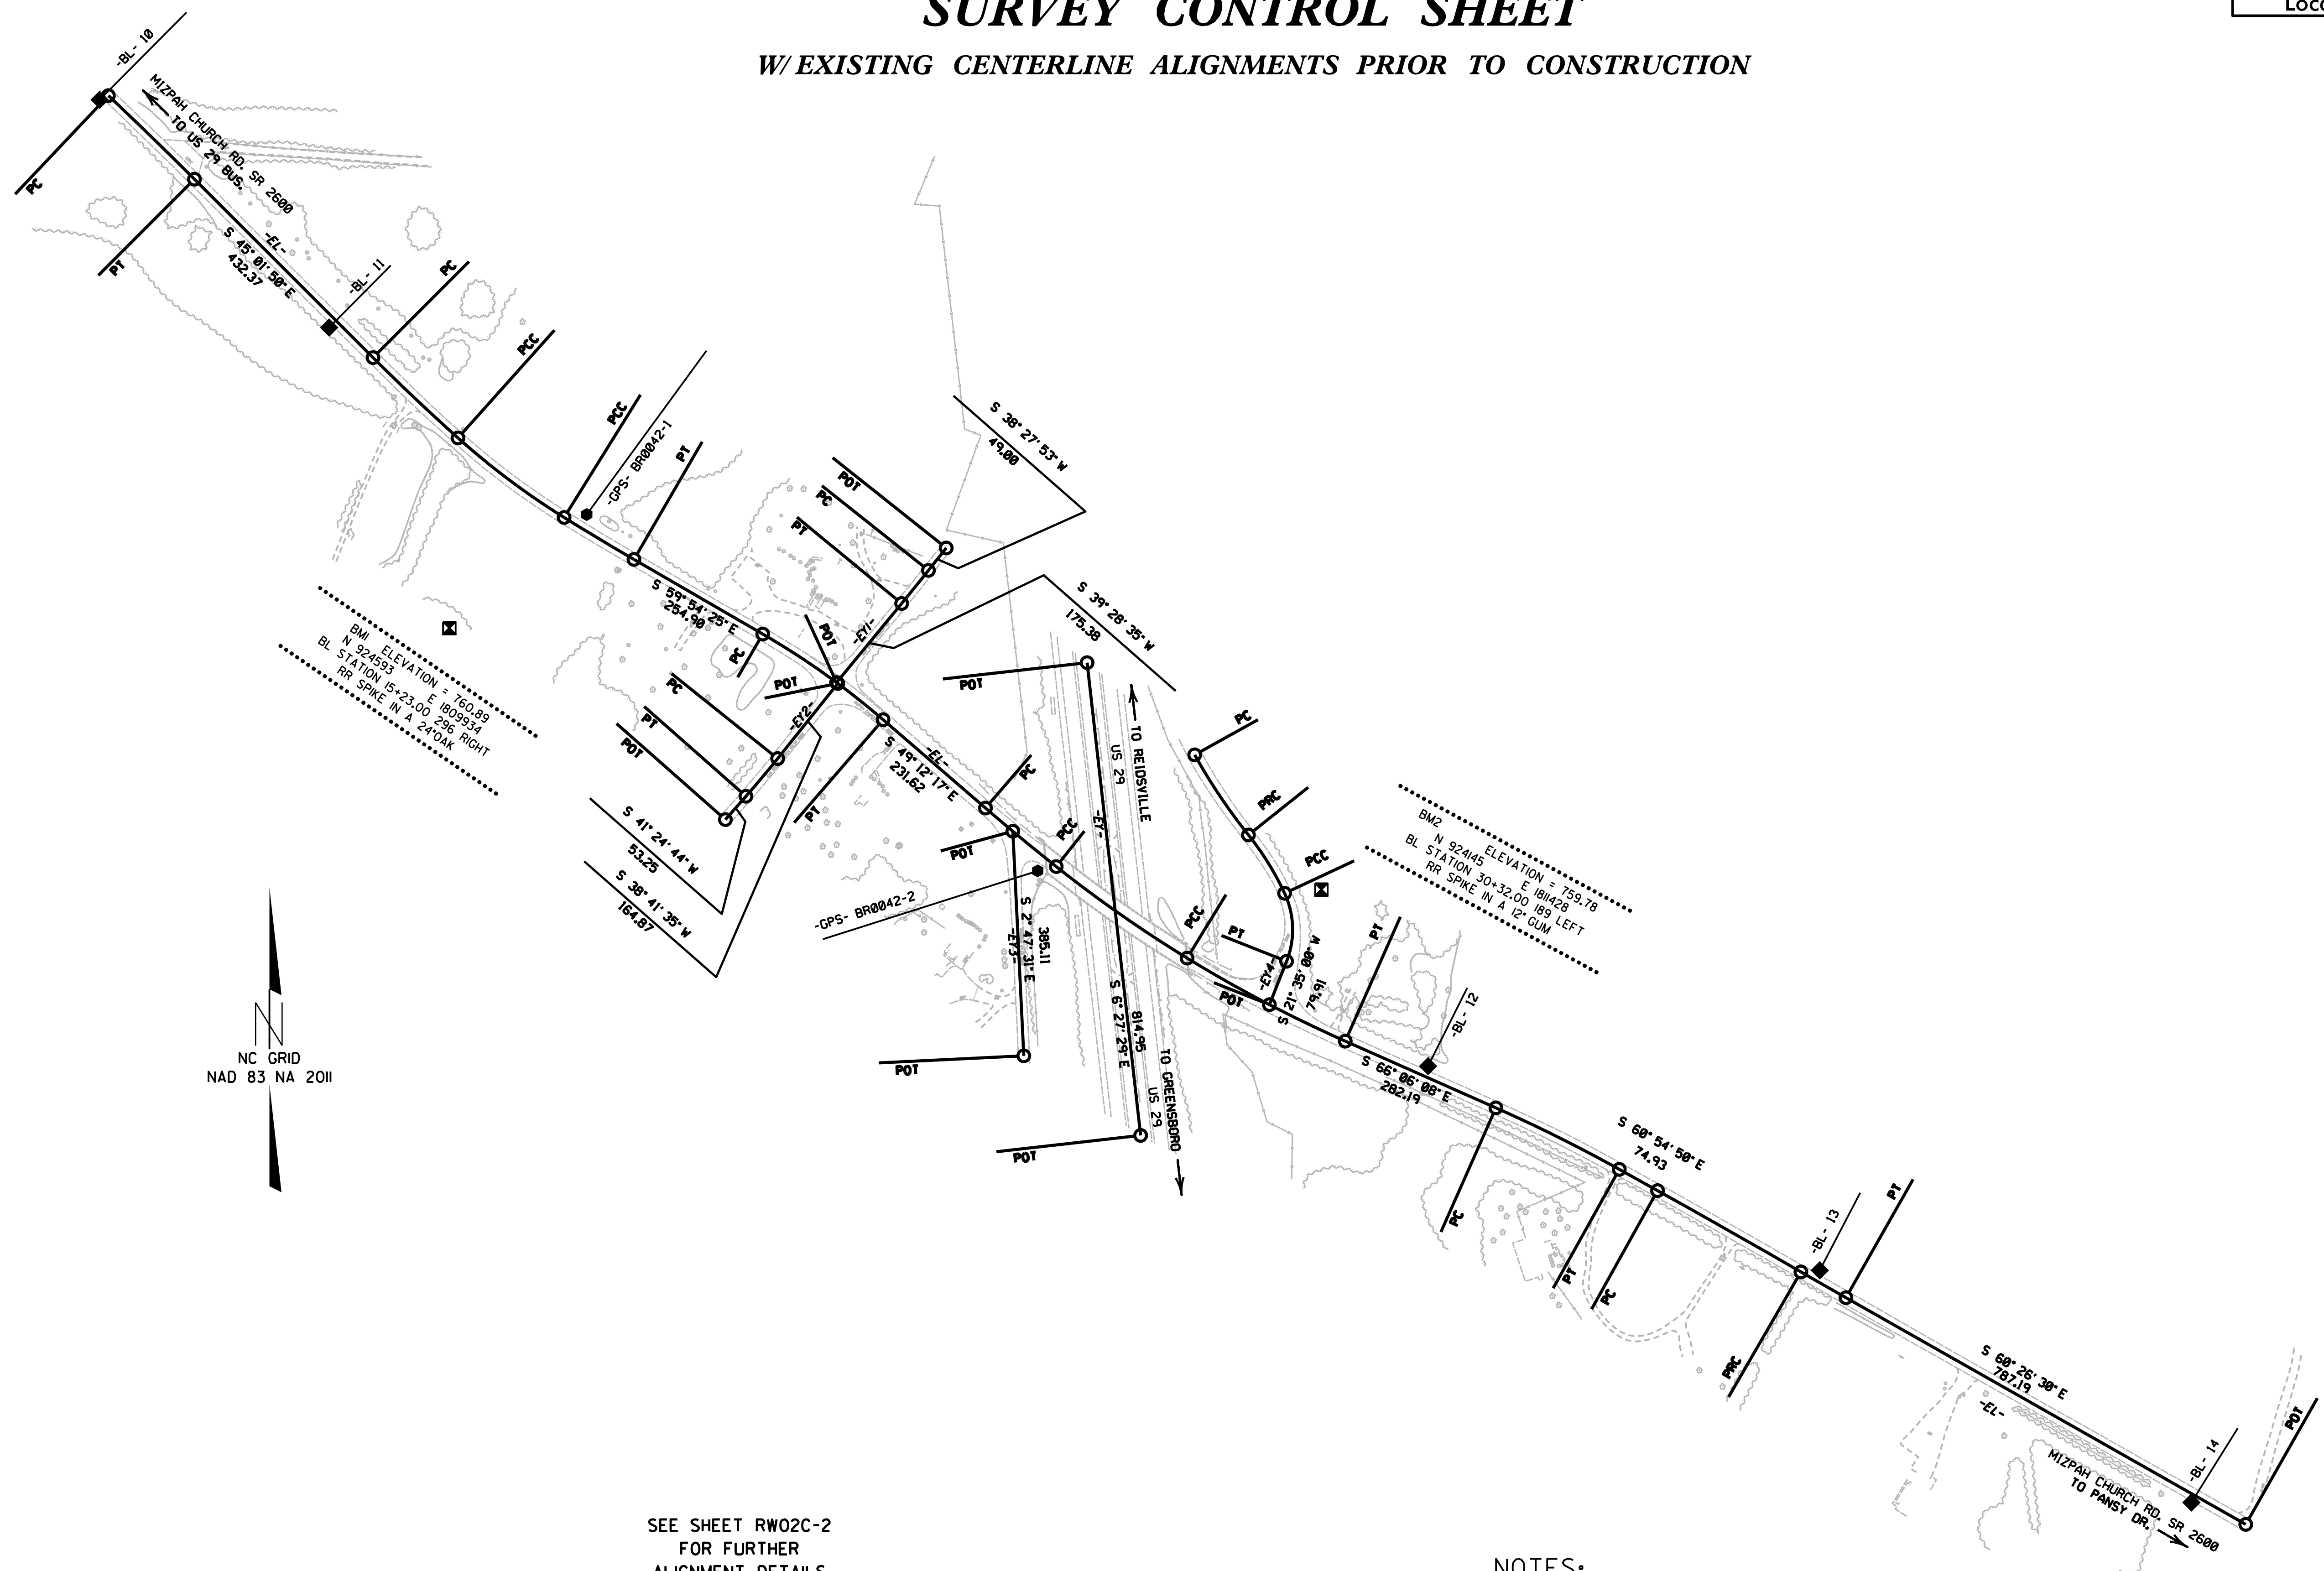 SURVEY CONTROL SHEET
W/ EXISTING CENTERLINE ALIGNMENTS PRIOR TO CONSTRUCTION
-BL- 10
MIZPAH CHURCH RD. SR 2600
TO US 29 BUS.
PC
PT
-EL-
S 45° 01' 50" E
432.37
-BL- 11
PC
PCC
PCC
-GPS- BR0042-1
PT
S 38° 27' 53" W
49.00
POT
PC
PT
S 59° 54' 25" E
254.90
PC
POT
-EY1-
S 39° 28' 35" W
175.38
BM1 ELEVATION = 760.89
N 924593 E 1809934
BL STATION 15+23.00 296 RIGHT
RR SPIKE IN A 24" OAK
POT
PC
PT
POT
-EY2-
PT
S 41° 24' 44" W
53.25
S 38° 41' 35" W
164.87
-EL-
S 49° 12' 17" E
231.62
PC
POT
PCC
POT
-GPS- BR0042-2
US 29
TO REIDSVILLE
-EY-
385.11
S 2° 47' 31" E
-EY3-
POT
814.95
S 6° 27' 29" E
TO GREENSBORO
US 29
POT
PC
PRC
PCC
BM2 ELEVATION = 759.78
N 924145 E 1811428
BL STATION 30+32.00 189 LEFT
RR SPIKE IN A 12" GUM
PCC
PT
-EY4-
POT
S 21° 35' 00" W
79.91
PT
-BL- 12
S 66° 06' 08" E
282.19
PC
S 60° 54' 50" E
74.93
PT
PC
-BL- 13
PT
PRC
S 60° 26' 30" E
787.19
-EL-
-BL- 14
POT
MIZPAH CHURCH RD. SR 2600
TO PANSY DR.
N
NC GRID
NAD 83 NA 2011
SEE SHEET RW02C-2
FOR FURTHER
ALIGNMENT DETAILS
NOTES: